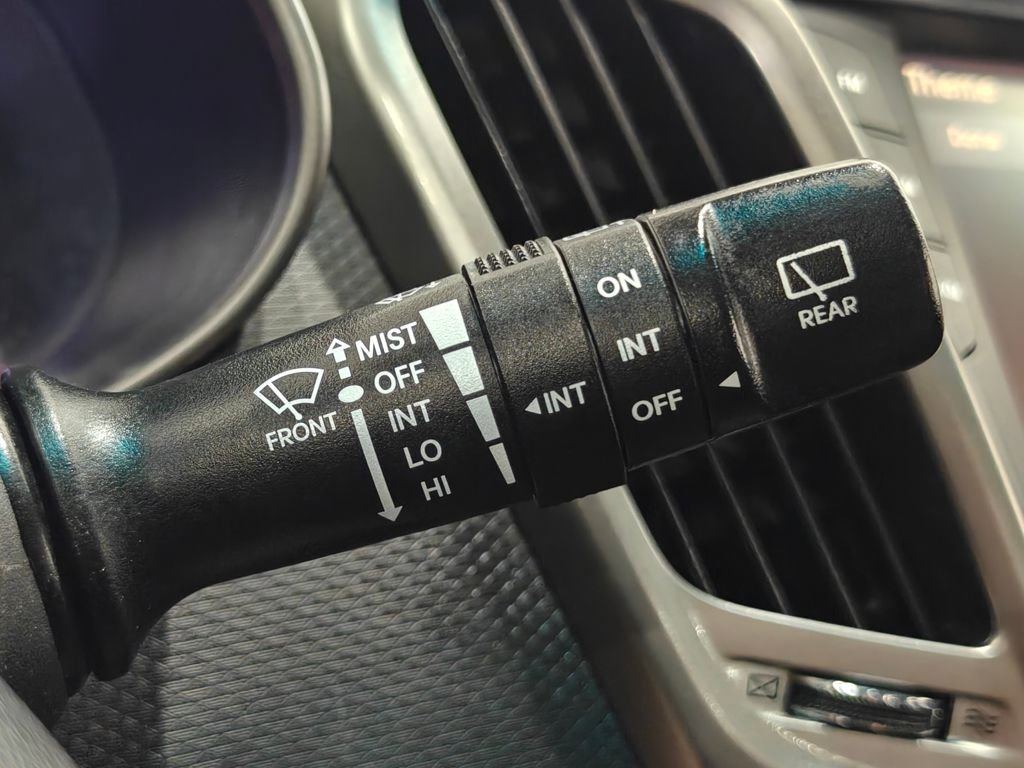 MIST
OFF
INT
LO
HI
FRONT
INT
ON
INT
OFF
REAR
Theme